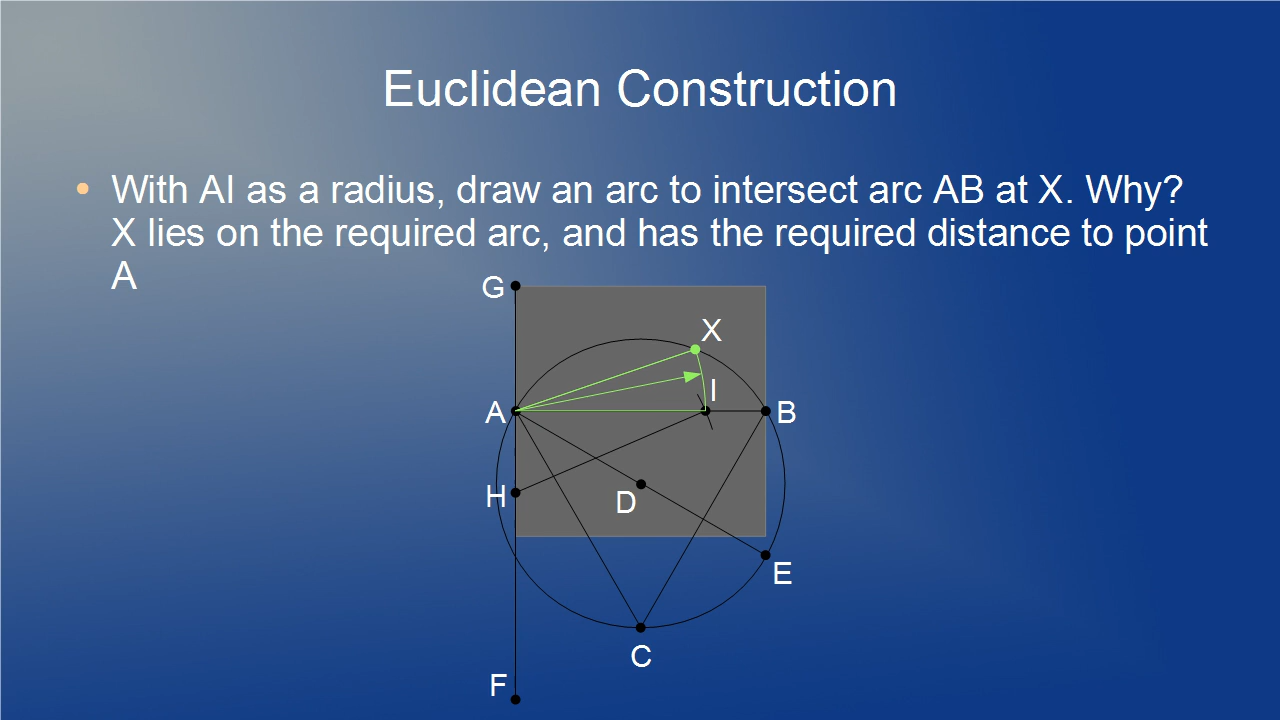 Euclidean Construction
• With AI as a radius, draw an arc to intersect arc AB at X. Why?
X lies on the required arc, and has the required distance to point
A
G
X
I
A
B
H
D
E
C
F